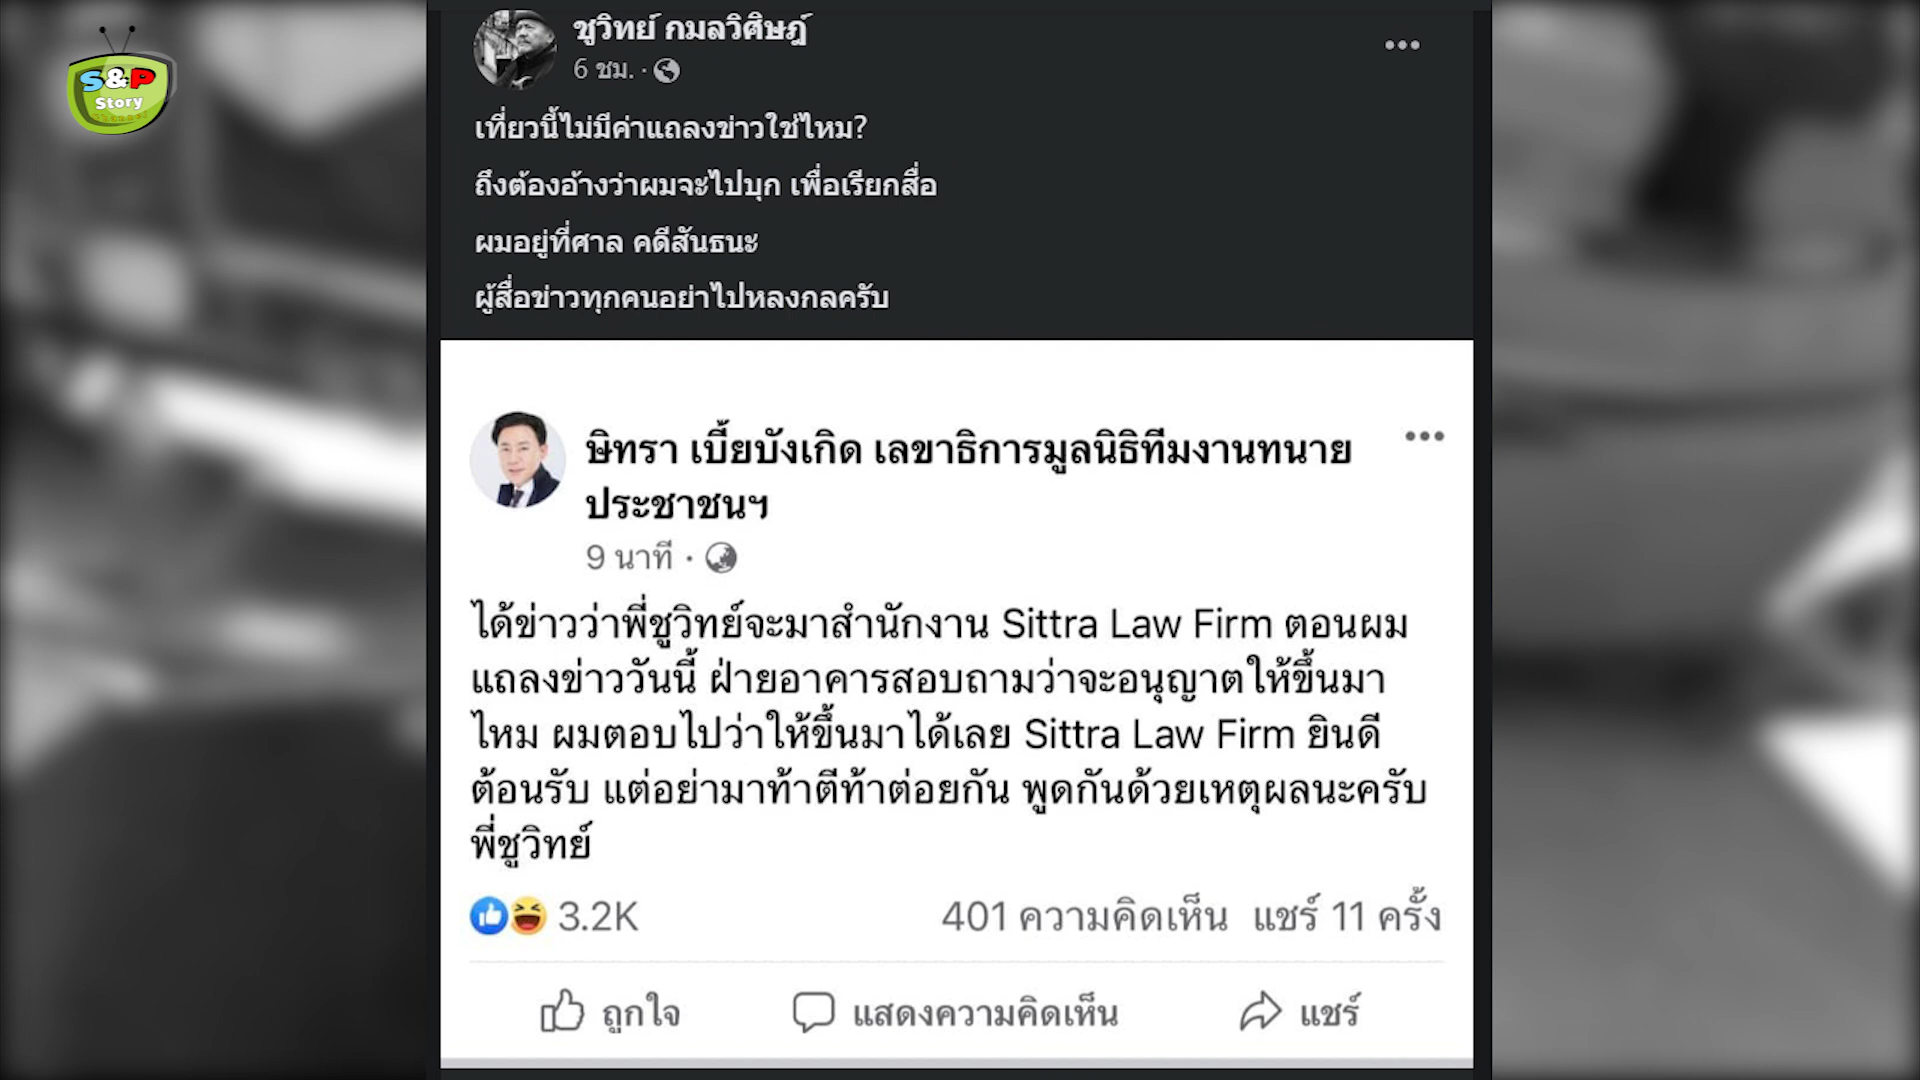 S&P
Story
ชูวิทย์ กมลวิศิษฎ์
6 ชม. ·
เที่ยวนี้ไม่มีค่าแถลงข่าวใช่ไหม?
ถึงต้องอ้างว่าผมจะไปบุก เพื่อเรียกสื่อ
ผมอยู่ที่ศาล คดีสันธนะ
ผู้สื่อข่าวทุกคนอย่าไปหลงกลครับ
ษิทรา เบี้ยบังเกิด เลขาธิการมูลนิธิทีมงานทนาย
ประชาชนฯ
9 นาที ·
ได้ข่าวว่าพี่ชูวิทย์จะมาสำนักงาน Sittra Law Firm ตอนผม
แถลงข่าววันนี้ ฝ่ายอาคารสอบถามว่าจะอนุญาตให้ขึ้นมา
ไหม ผมตอบไปว่าให้ขึ้นมาได้เลย Sittra Law Firm ยินดี
ต้อนรับ แต่อย่ามาท้าตีท้าต่อยกัน พูดกันด้วยเหตุผลนะครับ
พี่ชูวิทย์
3.2K
401 ความคิดเห็น แชร์ 11 ครั้ง
ถูกใจ
แสดงความคิดเห็น
แชร์